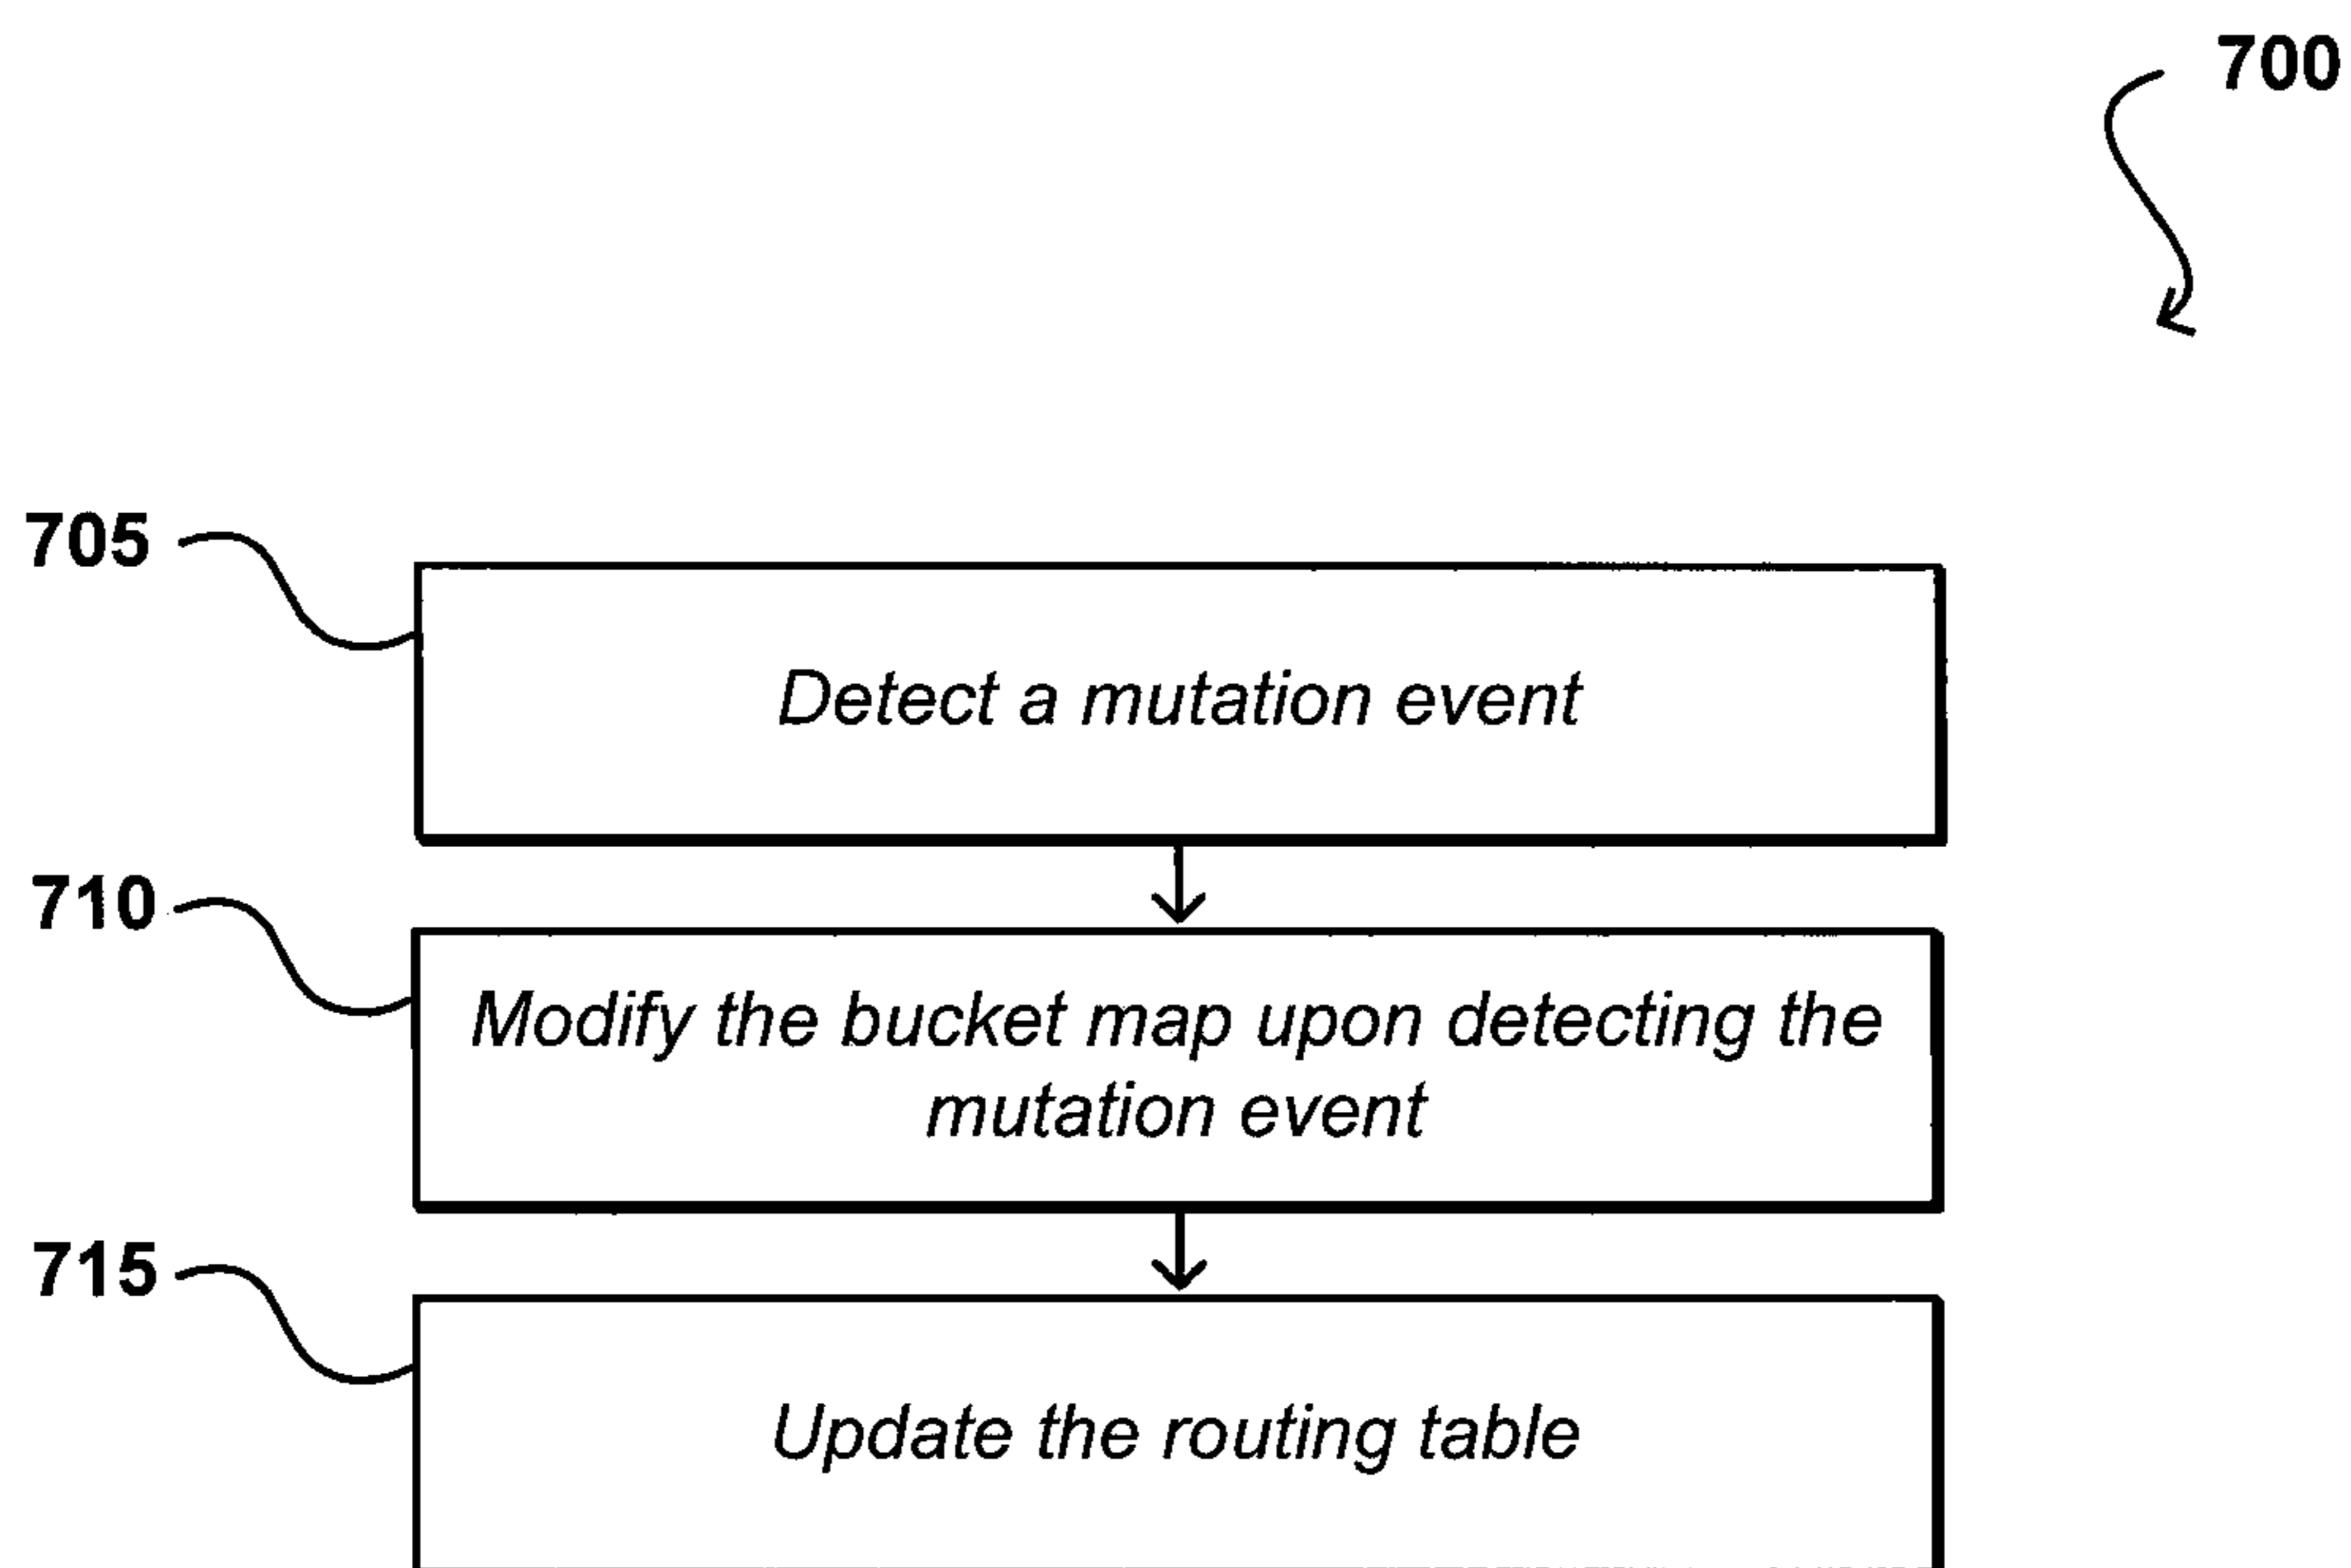 700
705
Detect a mutation event
710
Modify the bucket map upon detecting the
mutation event
715
Update the routing table